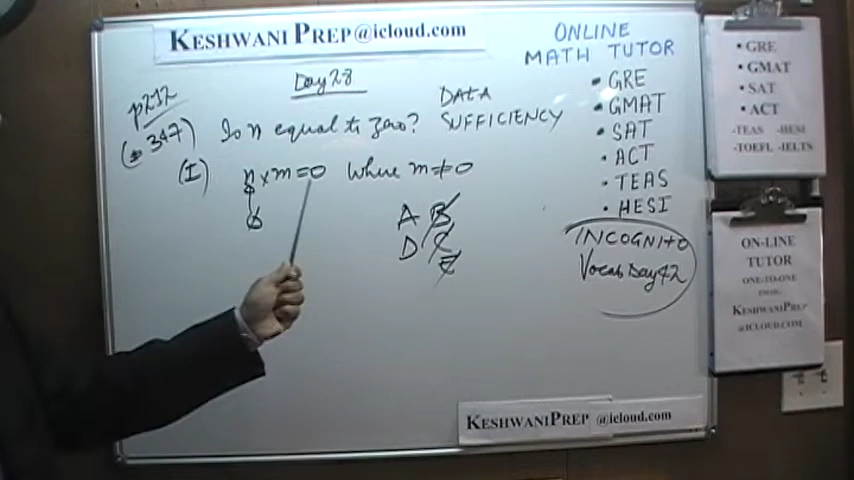 KESHWANIPREP@icloud.com
Day 28
p212
(# 347) Is n equal to zero?
DATA
SUFFICIENCY
(I) n x m = 0 where m ≠ 0
0
A B
D C
E
ONLINE
MATH TUTOR
• GRE
• GMAT
• SAT
• ACT
• TEAS
• HESI
INCOGNITO
Vocab Day 42
• GRE
• GMAT
• SAT
• ACT
-TEAS -HESI
-TOEFL -IELTS
ON-LINE
TUTOR
ONE-TO-ONE
KESHWANIPREP
@ICLOUD.COM
KESHWANIPREP @icloud.com